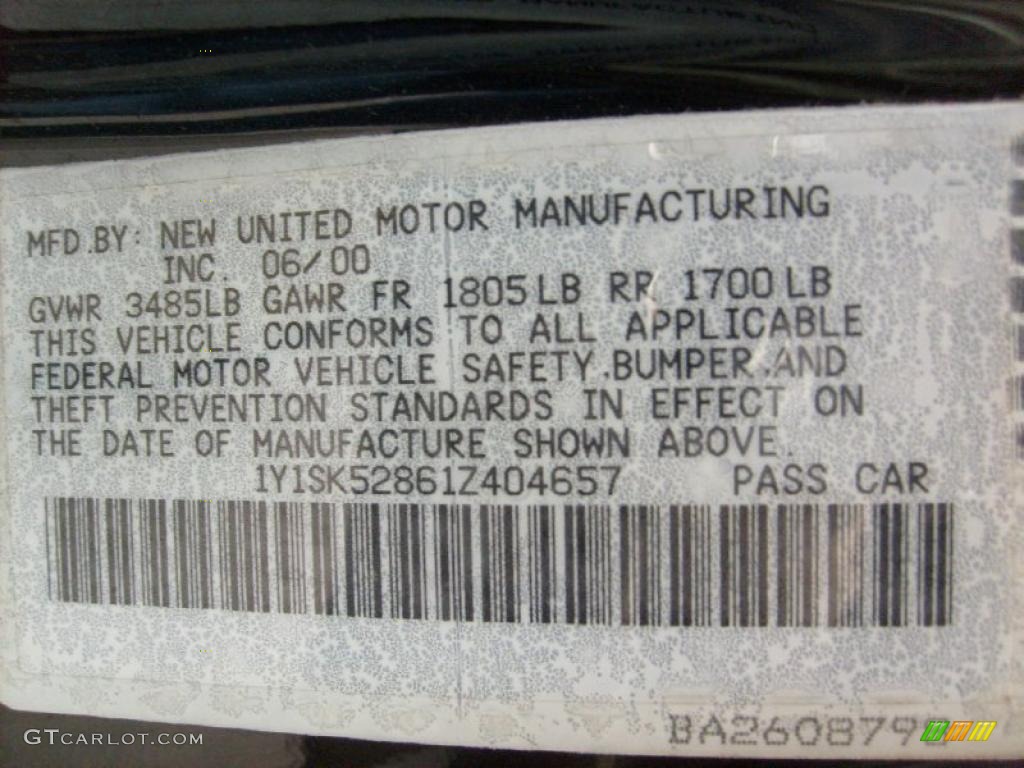 MFD.BY: NEW UNITED MOTOR MANUFACTURING
INC. 06/00
GVWR 3485LB GAWR FR 1805LB RR 1700LB
THIS VEHICLE CONFORMS TO ALL APPLICABLE
FEDERAL MOTOR VEHICLE SAFETY,BUMPER,AND
THEFT PREVENTION STANDARDS IN EFFECT ON
THE DATE OF MANUFACTURE SHOWN ABOVE.
1Y1SK52861Z404657 PASS CAR
GTCARLOT.COM